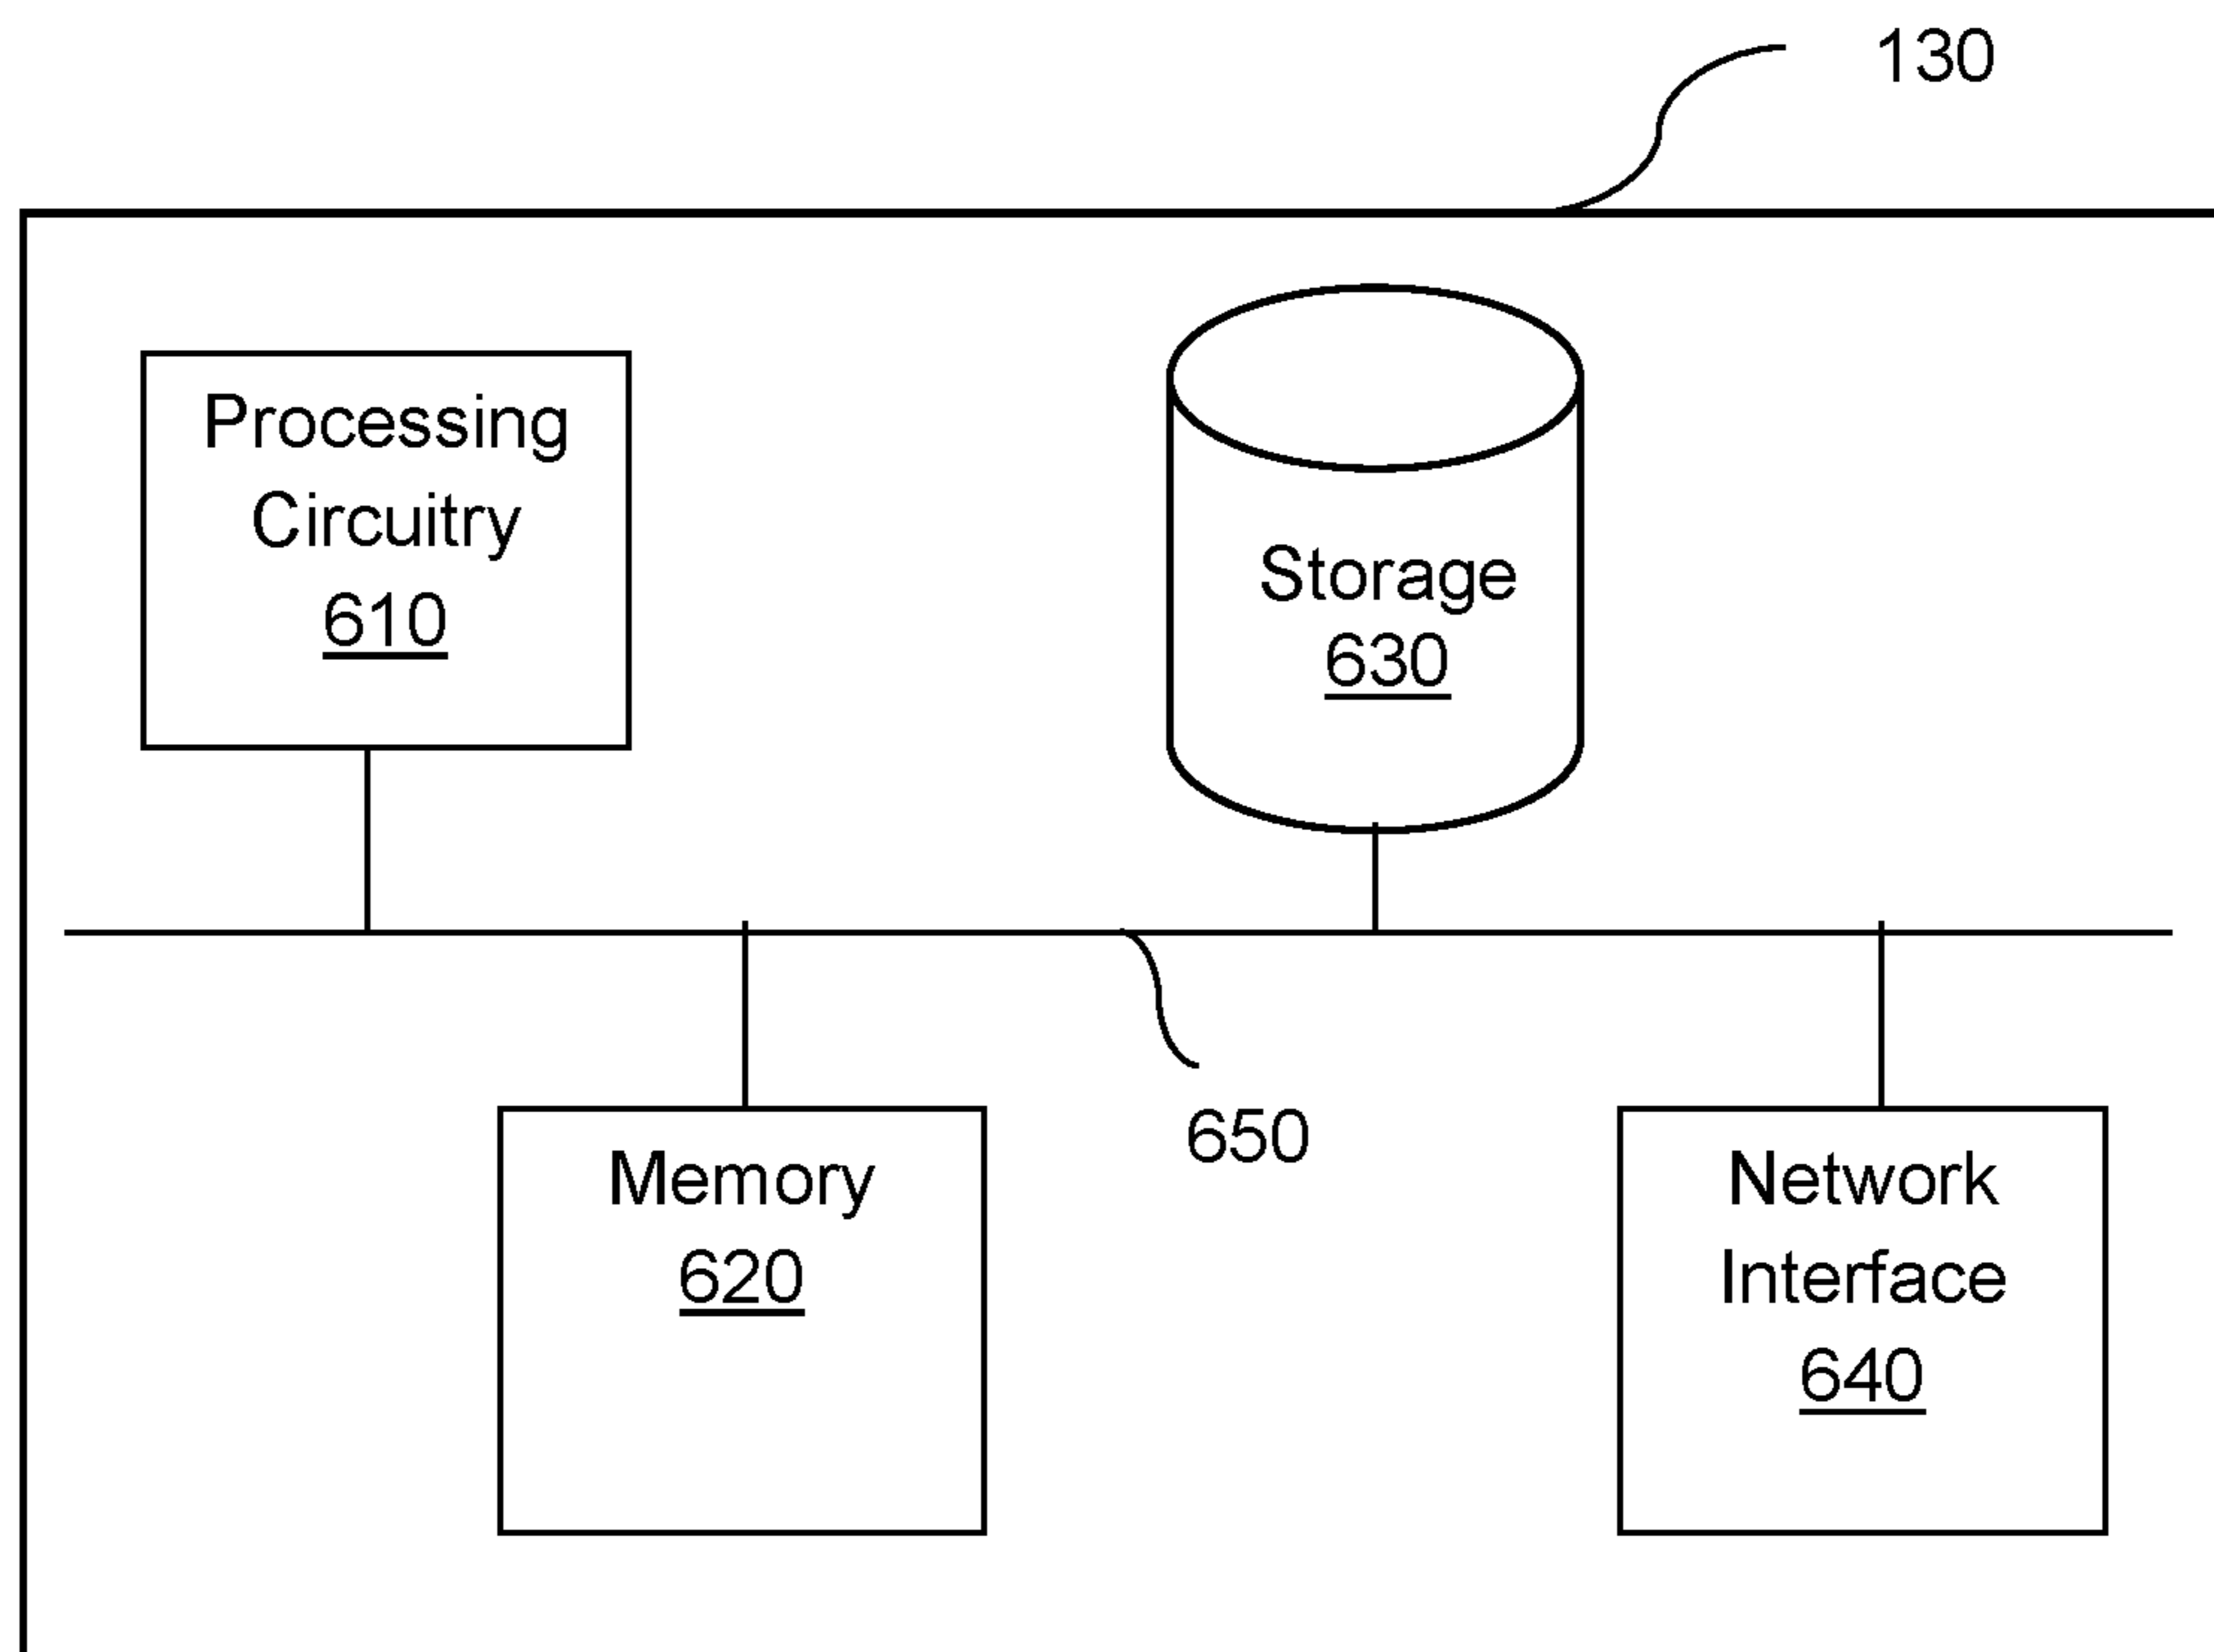 130
Processing
Circuitry
610
Storage
630
650
Memory
620
Network
Interface
640